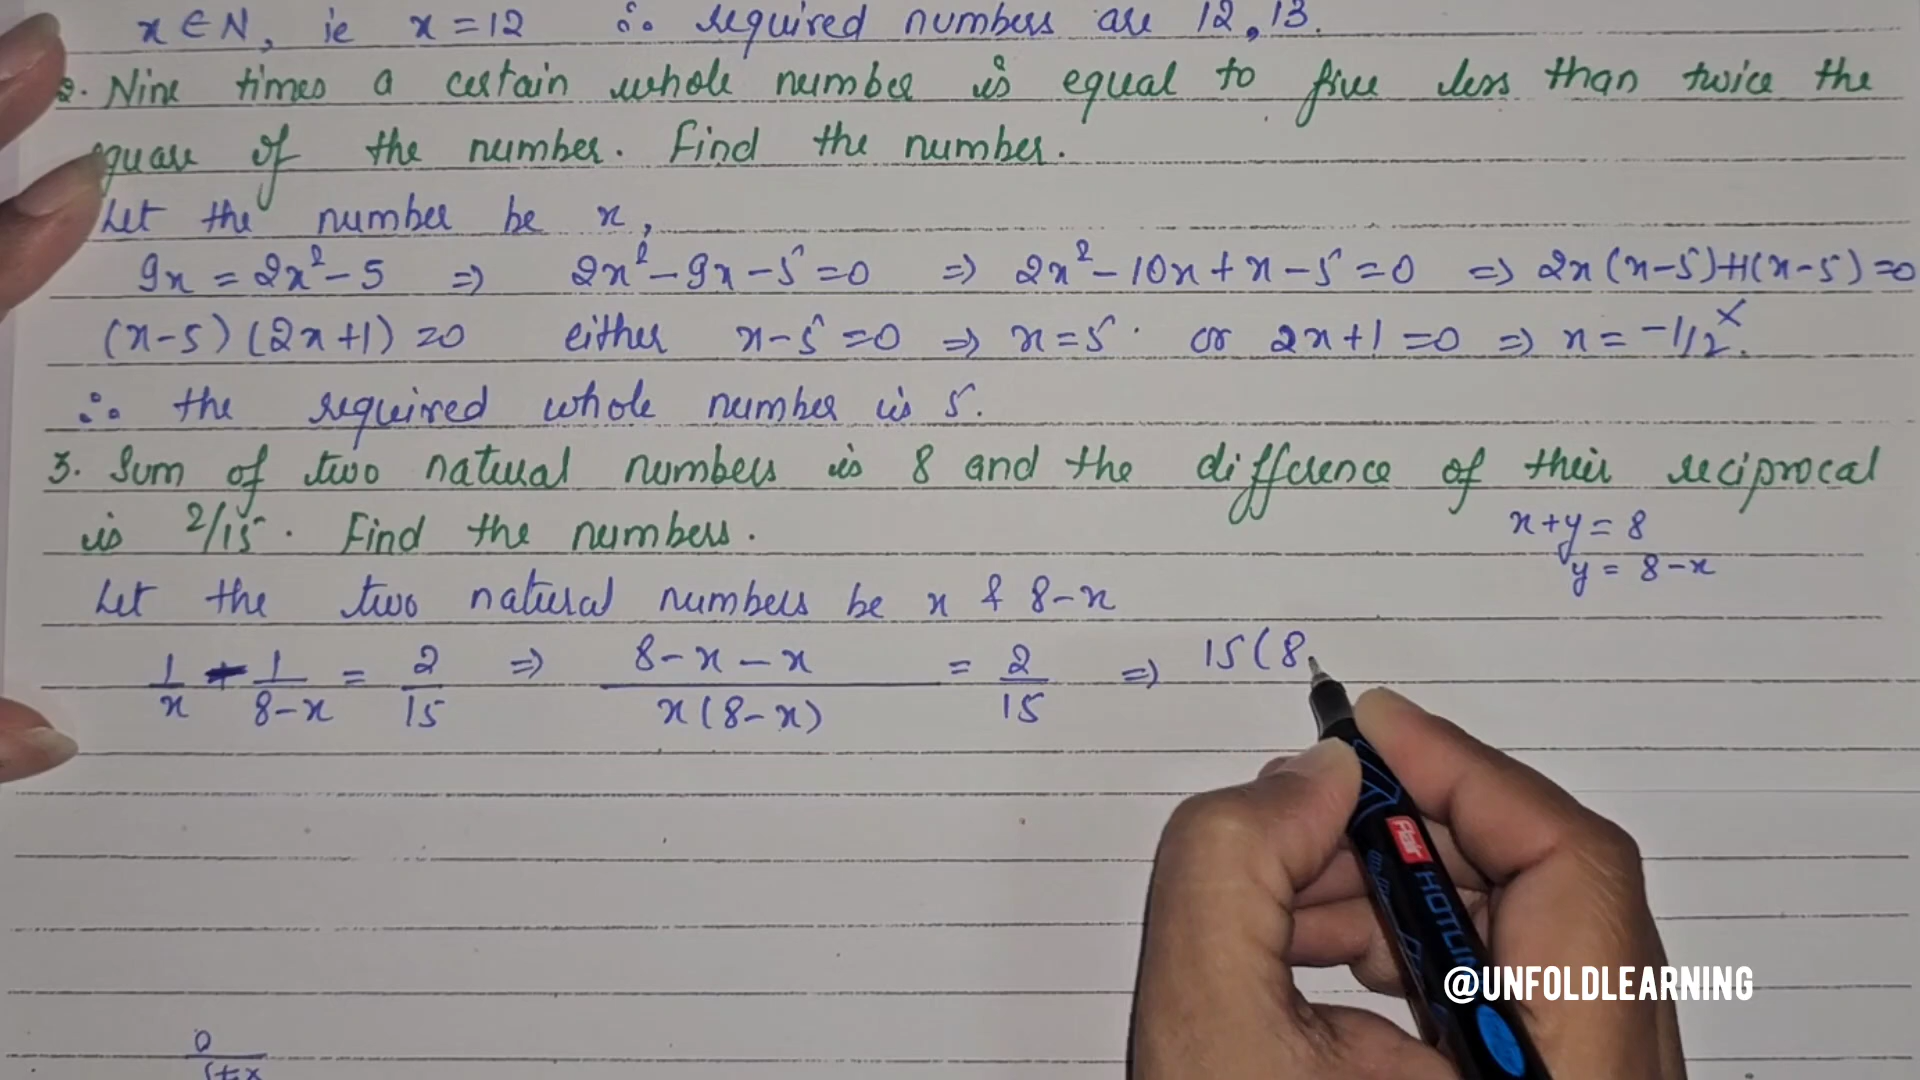 x ∈ N, ie x = 12 ∴ required numbers are 12, 13.
2. Nine times a certain whole number is equal to five less than twice the
square of the number. Find the number.
Let the number be x,
9x = 2x² - 5 ⇒ 2x² - 9x - 5 = 0 ⇒ 2x² - 10x + x - 5 = 0 ⇒ 2x(x-5)+1(x-5)=0
(x-5)(2x+1)=0 either x-5=0 ⇒ x=5. or 2x+1=0 ⇒ x = -1/2 ×.
∴ the required whole number is 5.
3. Sum of two natural numbers is 8 and the difference of their reciprocal
is 2/15. Find the numbers.
x+y=8
y = 8-x
Let the two natural numbers be x & 8-x
1/x - 1/8-x = 2/15 ⇒ 8-x-x/x(8-x) = 2/15 ⇒ 15(8
FLAIR
@UNFOLDLEARNING